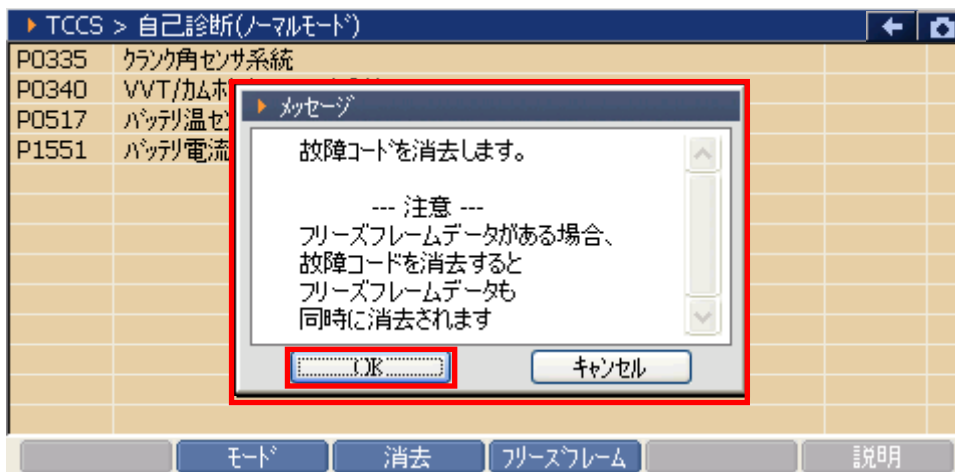 TCCS > 自己診断(ﾉｰﾏﾙﾓｰﾄﾞ)
P0335 ｸﾗﾝｸ角ｾﾝｻ系統
P0340 VVT/ｶﾑﾎ
P0517 ﾊﾞｯﾃﾘ温ｾ
P1551 ﾊﾞｯﾃﾘ電流
ﾒｯｾｰｼﾞ
故障ｺｰﾄﾞを消去します。
--- 注意 ---
フリーズフレームデータがある場合、
故障コードを消去すると
フリーズフレームデータも
同時に消去されます
OK キャンセル
ﾓｰﾄﾞ 消去 ﾌﾘｰｽﾞﾌﾚｰﾑ 説明